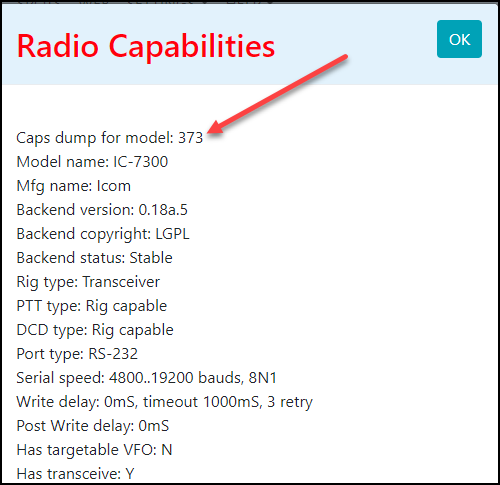 Radio Capabilities
OK
Caps dump for model: 373
Model name: IC-7300
Mfg name: Icom
Backend version: 0.18a.5
Backend copyright: LGPL
Backend status: Stable
Rig type: Transceiver
PTT type: Rig capable
DCD type: Rig capable
Port type: RS-232
Serial speed: 4800..19200 bauds, 8N1
Write delay: 0mS, timeout 1000mS, 3 retry
Post Write delay: 0mS
Has targetable VFO: N
Has transceive: Y